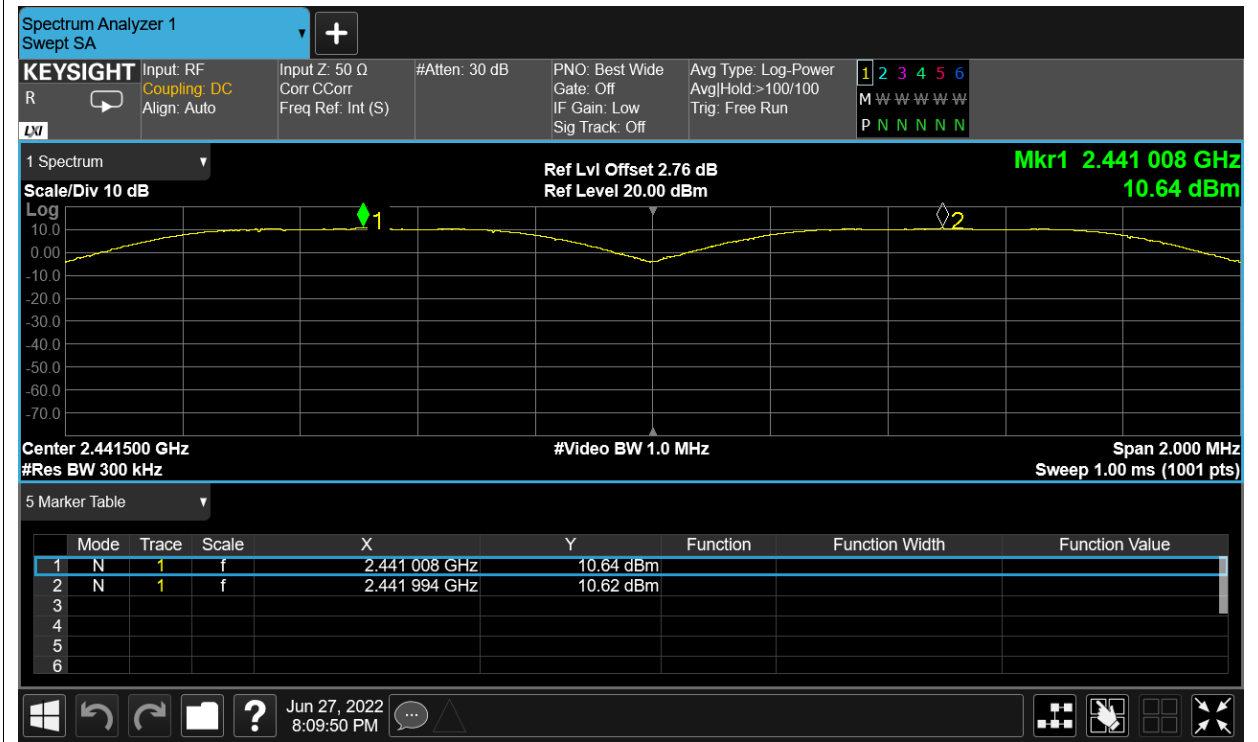 Spectrum Analyzer 1
Swept SA
+
KEYSIGHT Input: RF Input Z: 50 Ω #Atten: 30 dB PNO: Best Wide Avg Type: Log-Power 1 2 3 4 5 6
R Coupling: DC Corr CCorr Gate: Off Avg|Hold:>100/100 M W W W W W
Align: Auto Freq Ref: Int (S) IF Gain: Low Trig: Free Run P N N N N N
LXI Sig Track: Off
1 Spectrum Ref Lvl Offset 2.76 dB Mkr1 2.441 008 GHz
Scale/Div 10 dB Ref Level 20.00 dBm 10.64 dBm
Log
1 2
10.0
0.00
-10.0
-20.0
-30.0
-40.0
-50.0
-60.0
-70.0
Center 2.441500 GHz #Video BW 1.0 MHz Span 2.000 MHz
#Res BW 300 kHz Sweep 1.00 ms (1001 pts)
5 Marker Table
Mode Trace Scale X Y Function Function Width Function Value
1 N 1 f 2.441 008 GHz 10.64 dBm
2 N 1 f 2.441 994 GHz 10.62 dBm
3
4
5
6
? Jun 27, 2022
8:09:50 PM